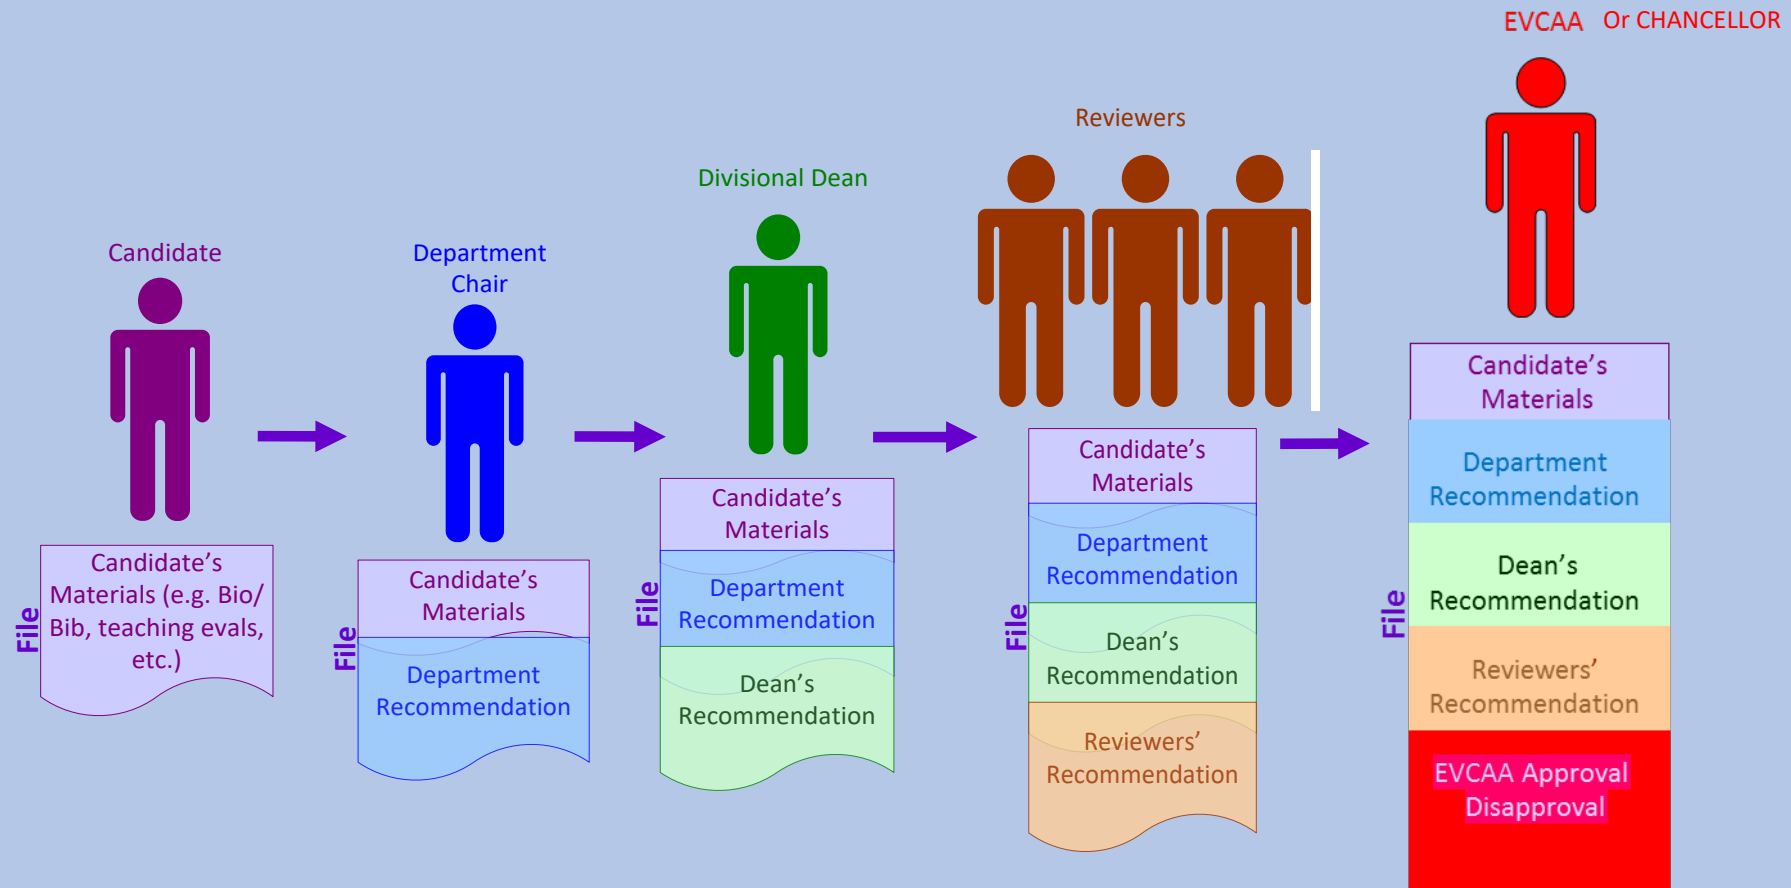 EVCAA Or CHANCELLOR
Reviewers
Divisional Dean
Candidate
Department
Chair
File
Candidate's
Materials (e.g. Bio/
Bib, teaching evals,
etc.)
File
Candidate's
Materials
Department
Recommendation
File
Candidate's
Materials
Department
Recommendation
Dean's
Recommendation
File
Candidate's
Materials
Department
Recommendation
Dean's
Recommendation
Reviewers'
Recommendation
File
Candidate's
Materials
Department
Recommendation
Dean's
Recommendation
Reviewers'
Recommendation
EVCAA Approval
Disapproval